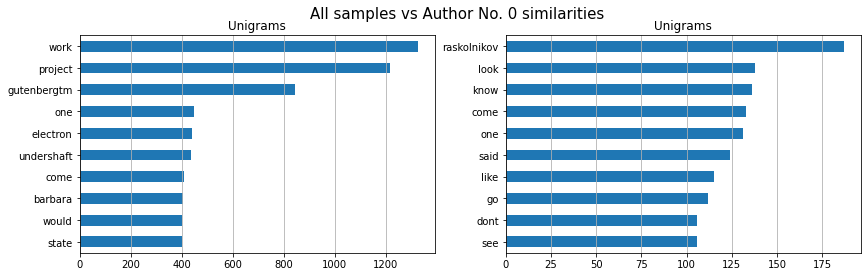 All samples vs Author No. 0 similarities
Unigrams
work
project
gutenbergtm
one
electron
undershaft
come
barbara
would
state
0 200 400 600 800 1000 1200
Unigrams
raskolnikov
look
know
come
one
said
like
go
dont
see
0 25 50 75 100 125 150 175